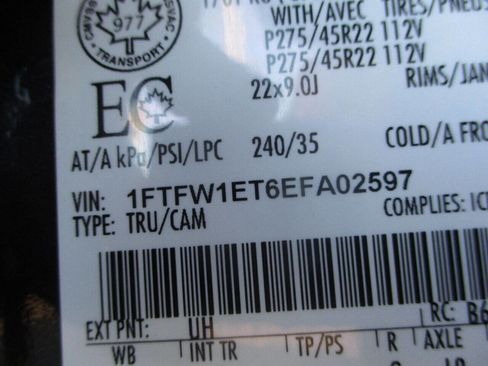 977
TRANSPORT
WITH/AVEC TIRES/PNEUS
P275/45R22 112V
P275/45R22 112V
22x9.0J RIMS/JAN
EC
AT/A kPa/PSI/LPC 240/35 COLD/A FRO
VIN: 1FTFW1ET6EFA02597
TYPE: TRU/CAM COMPLIES: ICE
RC: B6
EXT PNT: UH
WB INT TR TP/PS R AXLE